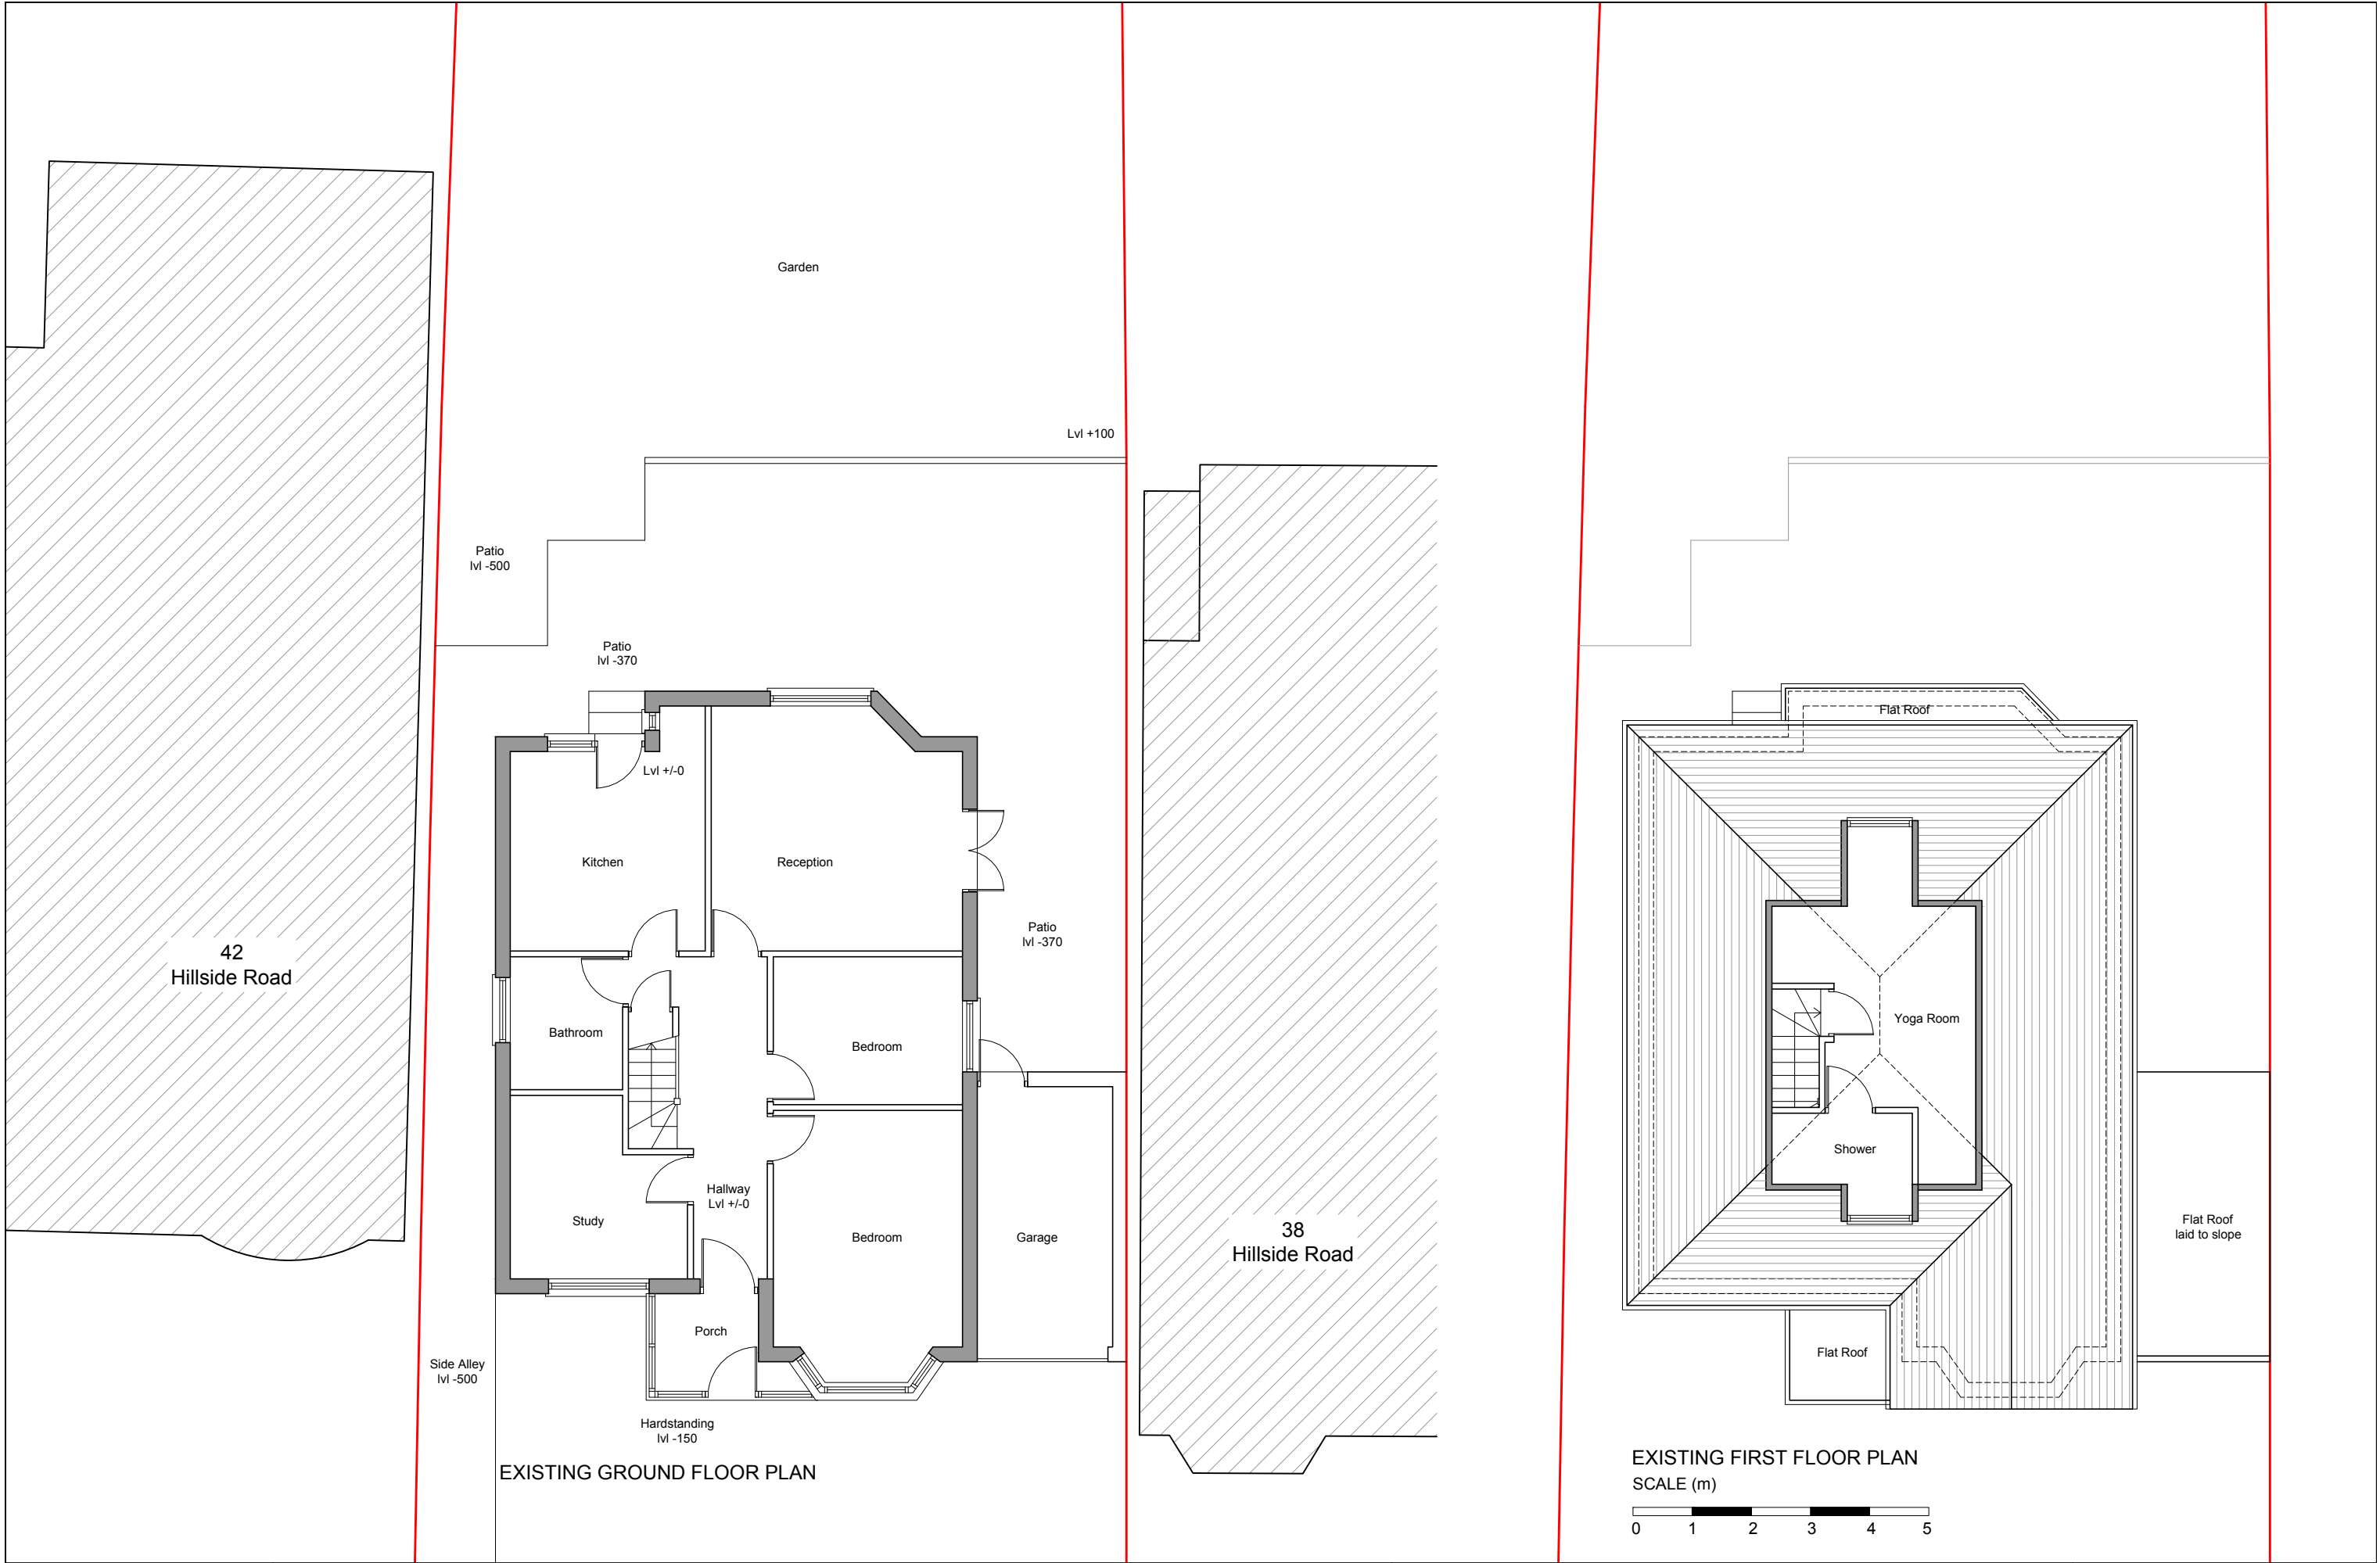 Garden
Lvl +100
Patio
lvl -500
Patio
lvl -370
Lvl +/-0
Kitchen
Reception
Patio
lvl -370
42
Hillside Road
Bathroom
Bedroom
Hallway
Lvl +/-0
Study
Bedroom
Garage
38
Hillside Road
Porch
Side Alley
lvl -500
Hardstanding
lvl -150
EXISTING GROUND FLOOR PLAN
Flat Roof
Yoga Room
Shower
Flat Roof
laid to slope
Flat Roof
EXISTING FIRST FLOOR PLAN
SCALE (m)
0 1 2 3 4 5